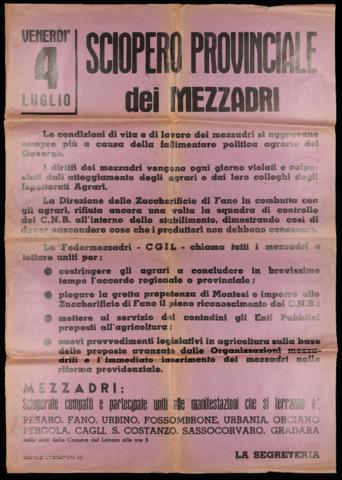 VENERDI'
4
LUGLIO
SCIOPERO PROVINCIALE
dei MEZZADRI
Le condizioni di vita e di lavoro dei mezzadri si aggravano
sempre più a causa della fallimentare politica agraria del
Governo.
I diritti dei mezzadri vengono ogni giorno violati e calpe-
stati dall'atteggiamento degli agrari e dai loro colleghi degli
Ispettorati Agrari.
La Direzione dello Zuccherificio di Fano in combutta con
gli agrari, rifiuta ancora una volta la squadra di controllo
del C.N.B. all'interno dello stabilimento, dimostrando così di
dover nascondere cose che i produttori non debbono conoscere.
La Federmezzadri - CGIL - chiama tutti i mezzadri a
lottare uniti per:
costringere gli agrari a concludere in brevissimo
tempo l'accordo regionale o provinciale;
piegare la gretta prepotenza di Montesi e imporre allo
Zuccherificio di Fano il pieno riconoscimento del C.N.B.;
mettere al servizio dei contadini gli Enti Pubblici
preposti all'agricoltura;
nuovi provvedimenti legislativi in agricoltura sulla base
delle proposte avanzate dalle Organizzazioni mezza-
drili e l'immediato inserimento dei mezzadri nella
riforma previdenziale.
MEZZADRI:
Scioperate compatti e partecipate uniti alle manifestazioni che si terranno a:
PESARO, FANO, URBINO, FOSSOMBRONE, URBANIA, ORCIANO
PERGOLA, CAGLI, S. COSTANZO, SASSOCORVARO, GRADARA
nelle sedi delle Camere del Lavoro alle ore 9
LA SEGRETERIA